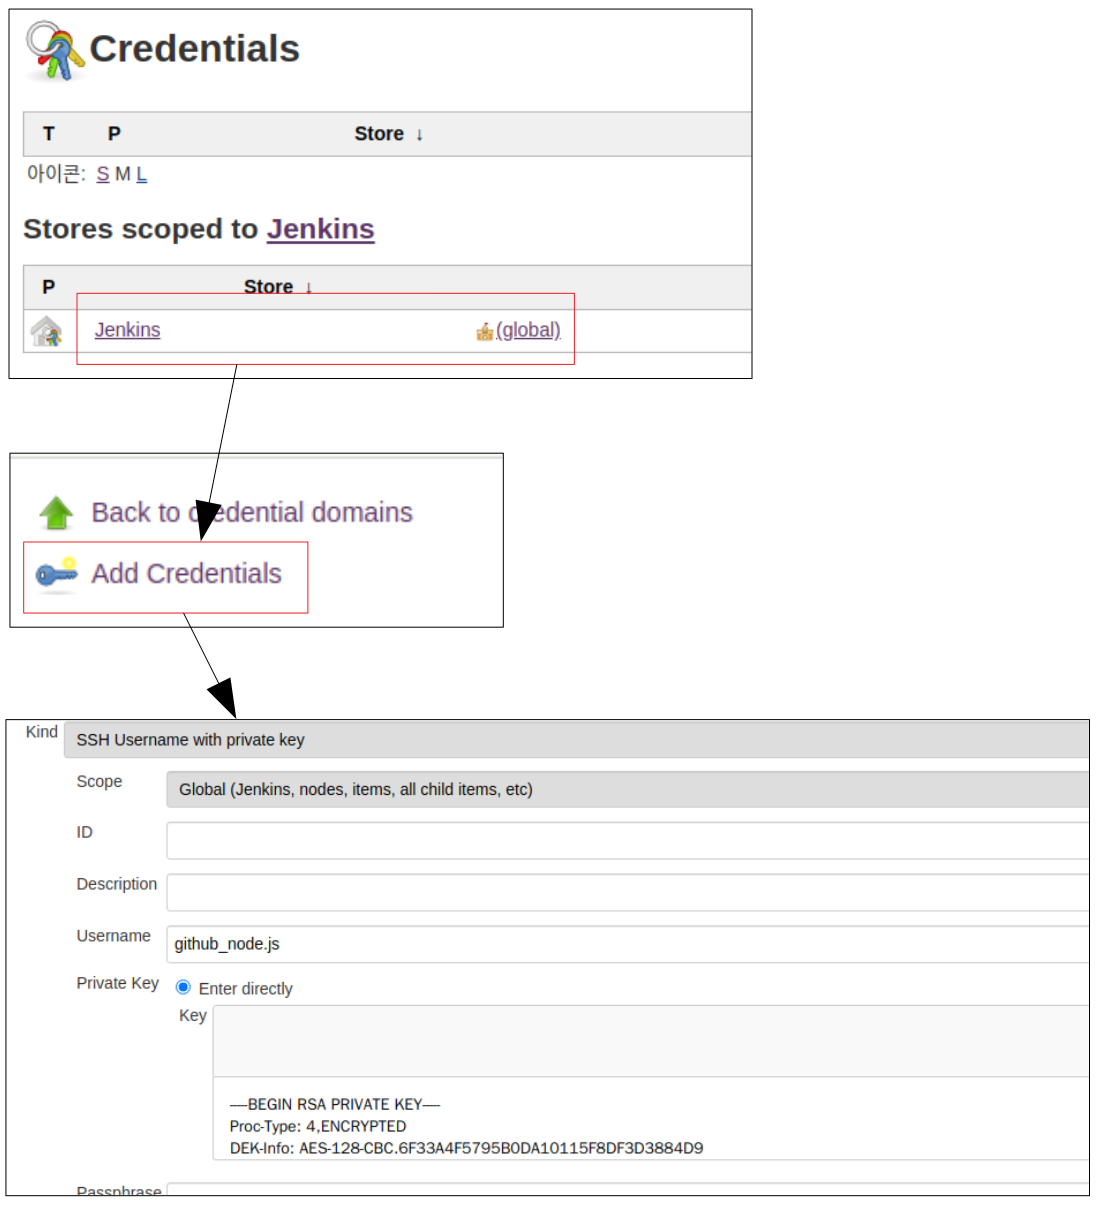 Credentials
T P Store ↓
아이콘: S M L
Stores scoped to Jenkins
P Store ↓
Jenkins (global)
Back to credential domains
Add Credentials
Kind SSH Username with private key
Scope Global (Jenkins, nodes, items, all child items, etc)
ID
Description
Username github_node.js
Private Key Enter directly
Key
—-BEGIN RSA PRIVATE KEY—-
Proc-Type: 4,ENCRYPTED
DEK-Info: AES-128-CBC.6F33A4F5795B0DA10115F8DF3D3884D9
Passphrase